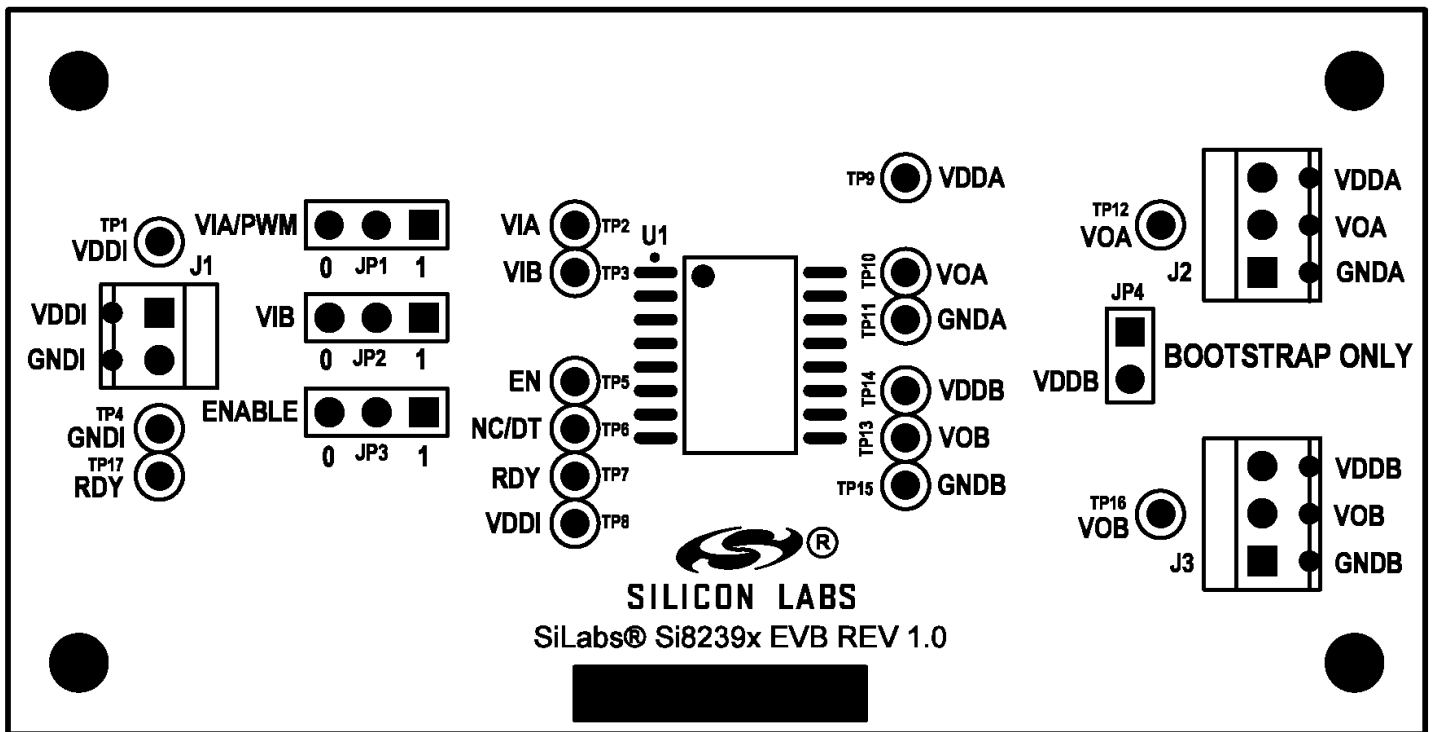 TP9 VDDA
VDDA
TP1
VDDI
VIA/PWM
0 JP1 1
VIA TP2
VIB TP3
U1
TP10 VOA
TP11 GNDA
TP12
VOA
VOA
J2 GNDA
J1
VDDI
GNDI
VIB
0 JP2 1
JP4
BOOTSTRAP ONLY
VDDB
EN TP5
NC/DT TP6
RDY TP7
VDDI TP8
TP14 VDDB
TP13 VOB
TP15 GNDB
TP4
GNDI
TP17
RDY
ENABLE
0 JP3 1
VDDB
TP16
VOB
VOB
J3 GNDB
®
SILICON LABS
SiLabs® Si8239x EVB REV 1.0